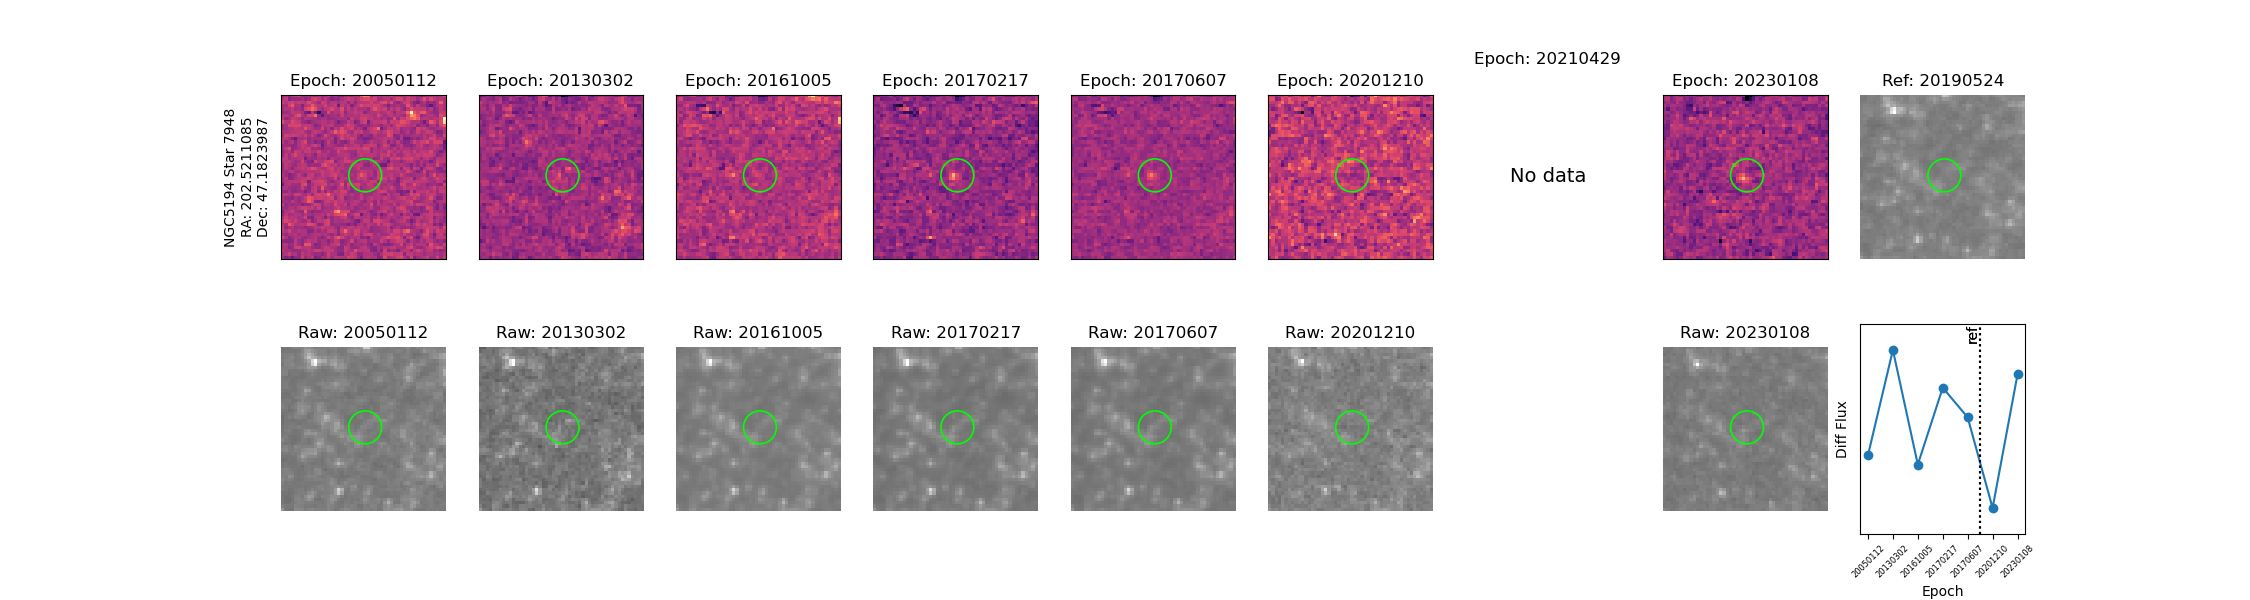 NGC5194 Star 7948
RA: 202.5211085
Dec: 47.1823987
Epoch: 20050112
Epoch: 20130302
Epoch: 20161005
Epoch: 20170217
Epoch: 20170607
Epoch: 20201210
Epoch: 20210429
No data
Epoch: 20230108
Ref: 20190524
Raw: 20050112
Raw: 20130302
Raw: 20161005
Raw: 20170217
Raw: 20170607
Raw: 20201210
Raw: 20230108
Diff Flux
ref
20050112
20130302
20161005
20170217
20170607
20201210
20230108
Epoch